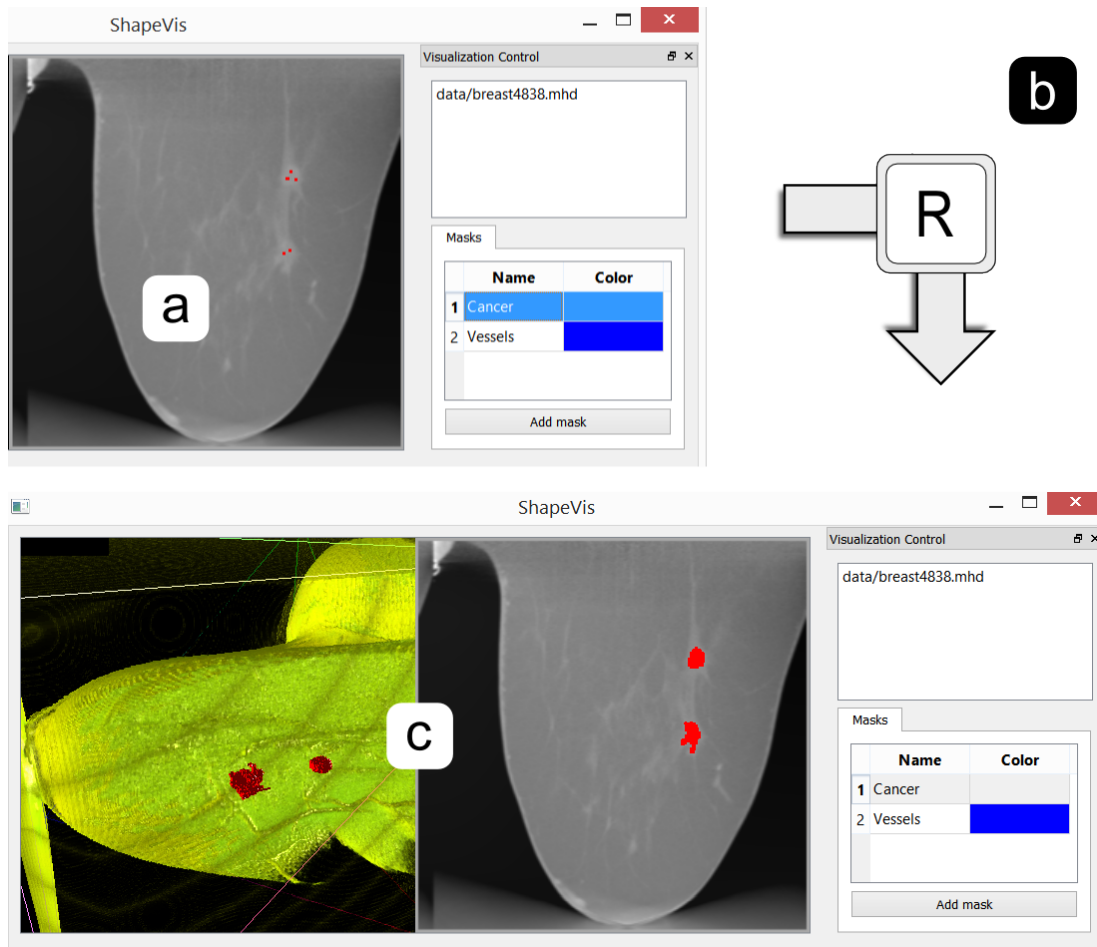 ShapeVis
Visualization Control
data/breast4838.mhd
Masks
Name Color
1 Cancer
2 Vessels
Add mask
a
b
R
ShapeVis
Visualization Control
data/breast4838.mhd
Masks
Name Color
1 Cancer
2 Vessels
Add mask
c